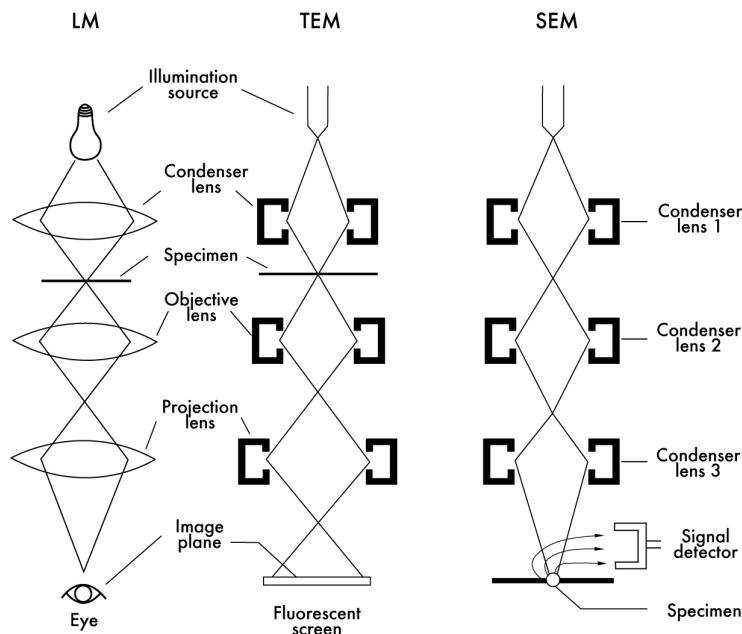 LM
TEM
SEM
Illumination
source
Condenser
lens
Condenser
lens 1
Specimen
Objective
lens
Condenser
lens 2
Projection
lens
Condenser
lens 3
Image
plane
Signal
detector
Eye
Fluorescent
screen
Specimen